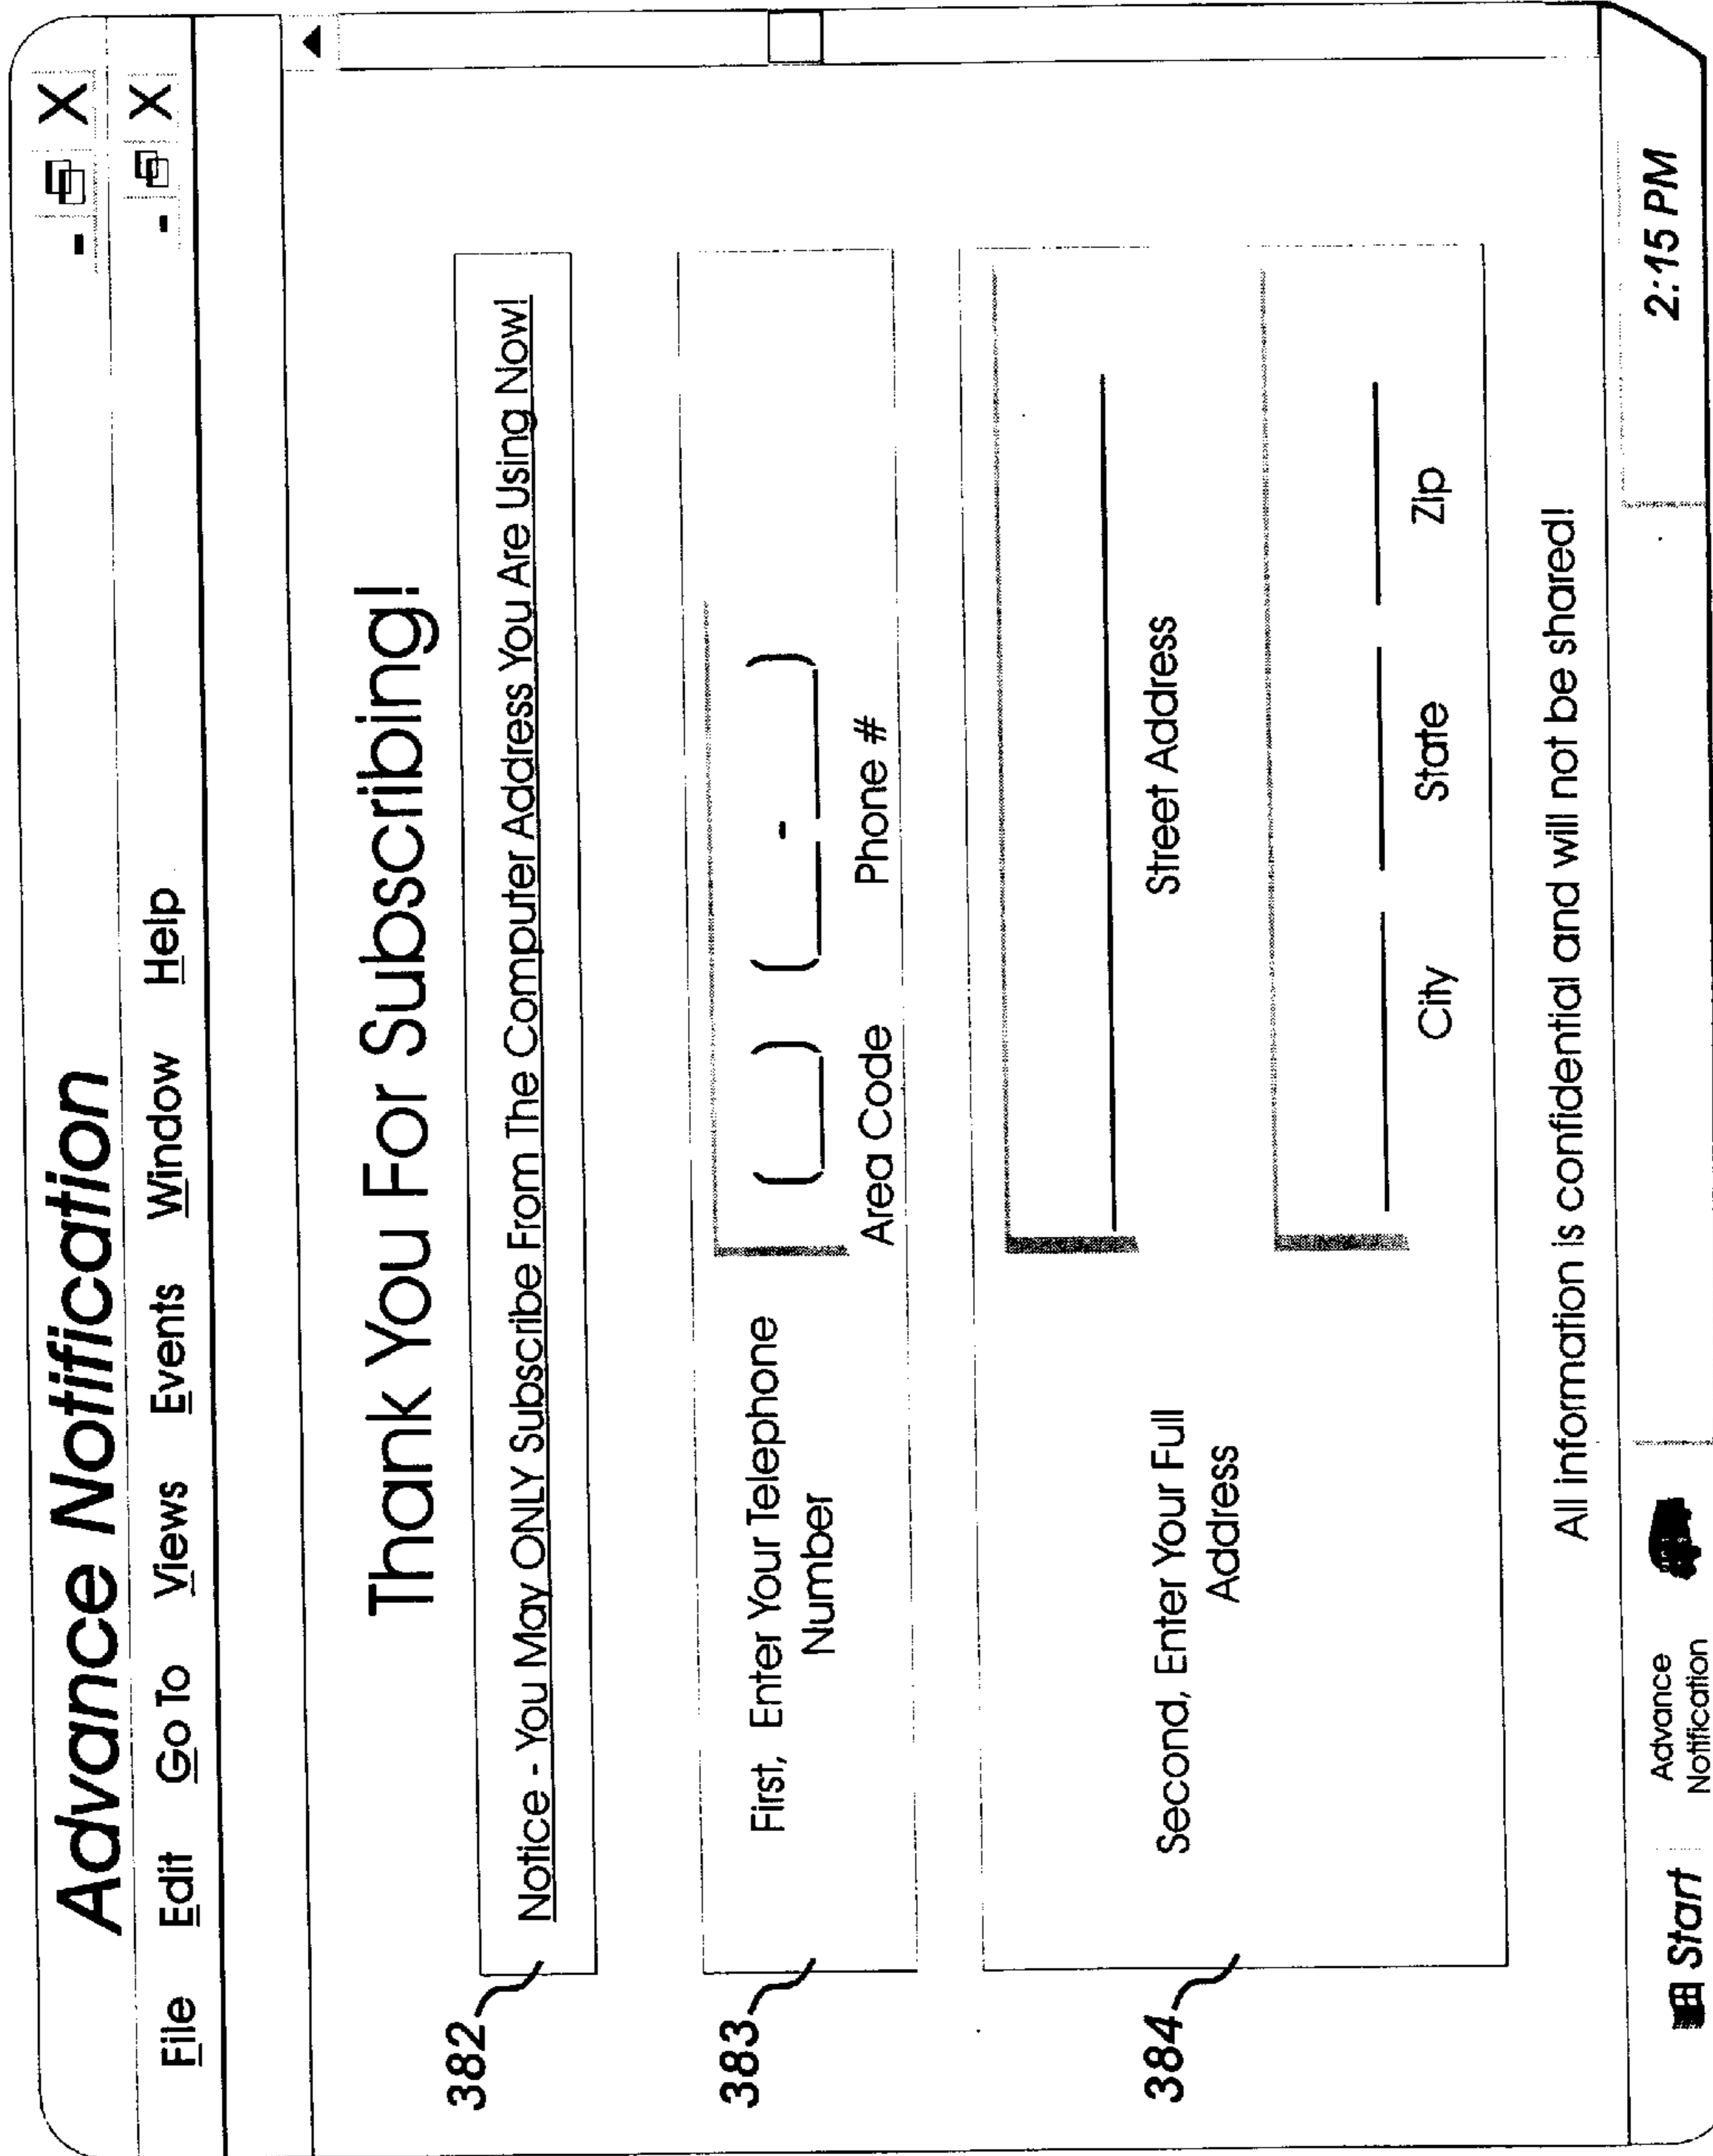 Advance Notification
- X
File Edit Go To Views Events Window Help
- X
Thank You For Subscribing!
382
Notice - You May ONLY Subscribe From The Computer Address You Are Using Now!
383
First, Enter Your Telephone
Number
( ) ( - )
Area Code Phone #
384
Second, Enter Your Full
Address
Street Address
City State Zip
All information is confidential and will not be shared!
Start
Advance
Notification
2:15 PM